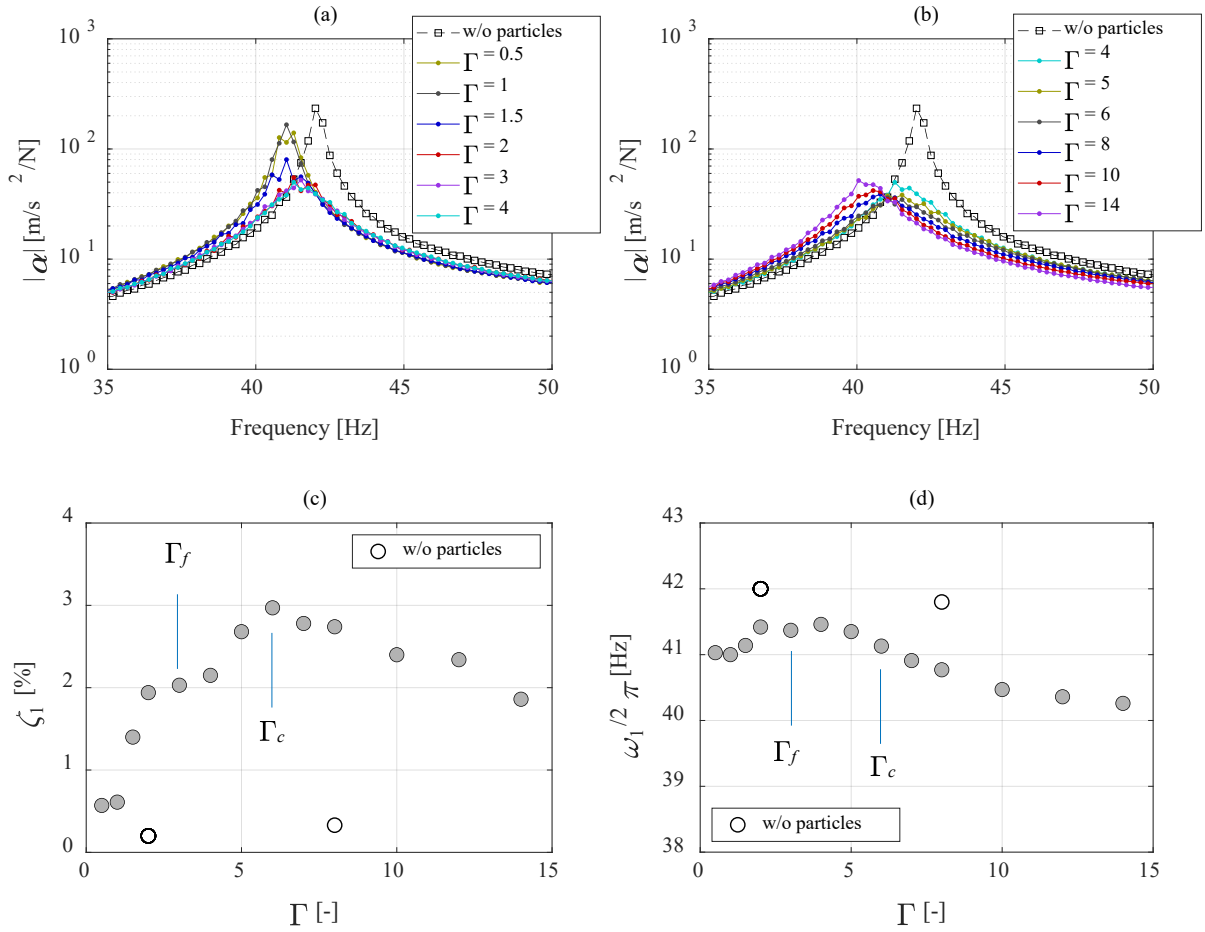 (a)
10 3
10 2
10 1
10 0
|α| [m/s 2/N]
35 40 45 50
Frequency [Hz]
w/o particles
Γ = 0.5
Γ = 1
Γ = 1.5
Γ = 2
Γ = 3
Γ = 4
(b)
10 3
10 2
10 1
10 0
|α| [m/s 2/N]
35 40 45 50
Frequency [Hz]
w/o particles
Γ = 4
Γ = 5
Γ = 6
Γ = 8
Γ = 10
Γ = 14
(c)
4
3
2
1
0
ζ1 [%]
0 5 10 15
Γ [-]
w/o particles
Γf
Γc
(d)
43
42
41
40
39
38
ω1/2 π [Hz]
0 5 10 15
Γ [-]
Γf
Γc
w/o particles